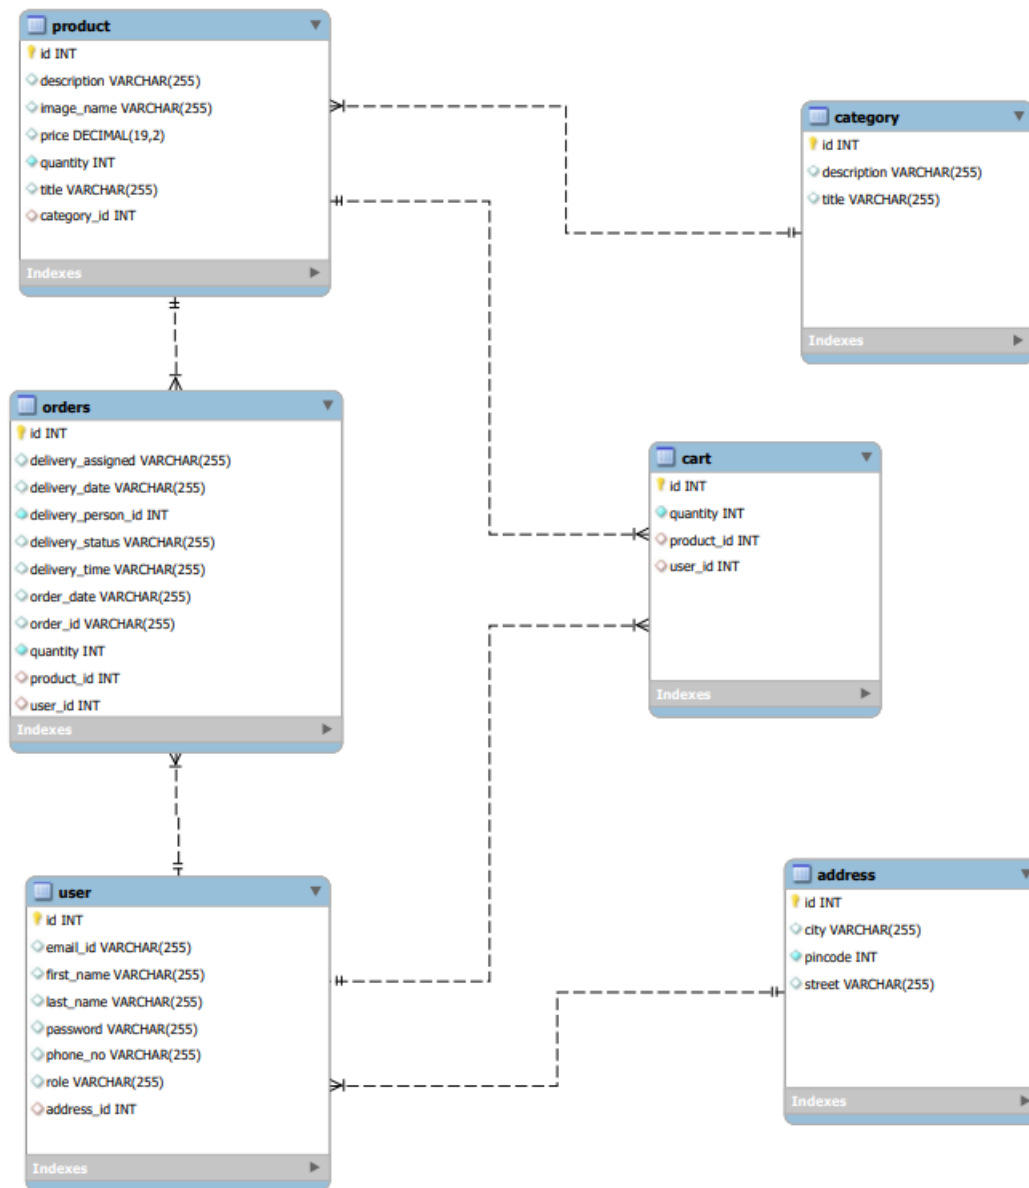 product
id INT
description VARCHAR(255)
image_name VARCHAR(255)
price DECIMAL(19,2)
quantity INT
title VARCHAR(255)
category_id INT
Indexes
category
id INT
description VARCHAR(255)
title VARCHAR(255)
Indexes
orders
id INT
delivery_assigned VARCHAR(255)
delivery_date VARCHAR(255)
delivery_person_id INT
delivery_status VARCHAR(255)
delivery_time VARCHAR(255)
order_date VARCHAR(255)
order_id VARCHAR(255)
quantity INT
product_id INT
user_id INT
Indexes
cart
id INT
quantity INT
product_id INT
user_id INT
Indexes
user
id INT
email_id VARCHAR(255)
first_name VARCHAR(255)
last_name VARCHAR(255)
password VARCHAR(255)
phone_no VARCHAR(255)
role VARCHAR(255)
address_id INT
Indexes
address
id INT
city VARCHAR(255)
pincode INT
street VARCHAR(255)
Indexes